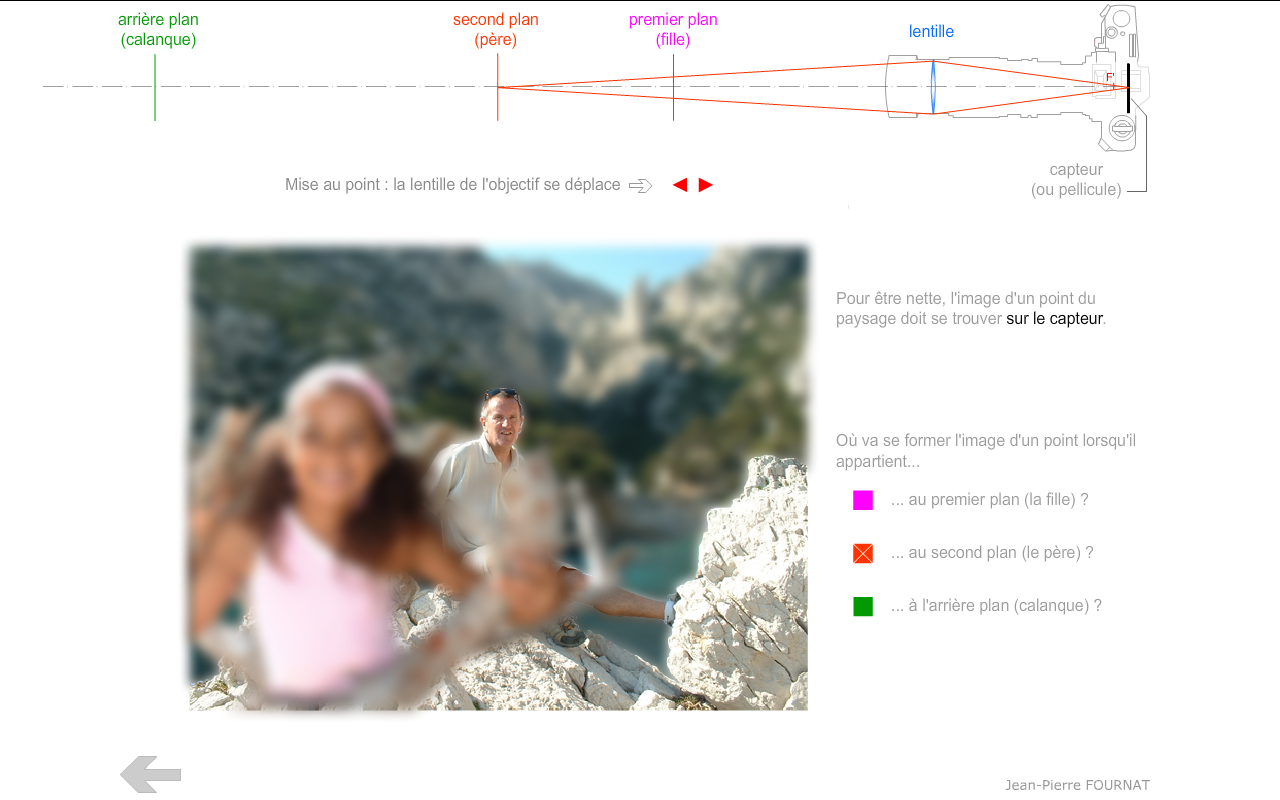 arrière plan
(calanque)
second plan
(père)
premier plan
(fille)
lentille
F'
capteur
(ou pellicule)
Mise au point : la lentille de l'objectif se déplace
Pour être nette, l'image d'un point du
paysage doit se trouver sur le capteur.
Où va se former l'image d'un point lorsqu'il
appartient...
... au premier plan (la fille) ?
... au second plan (le père) ?
... à l'arrière plan (calanque) ?
Jean-Pierre FOURNAT